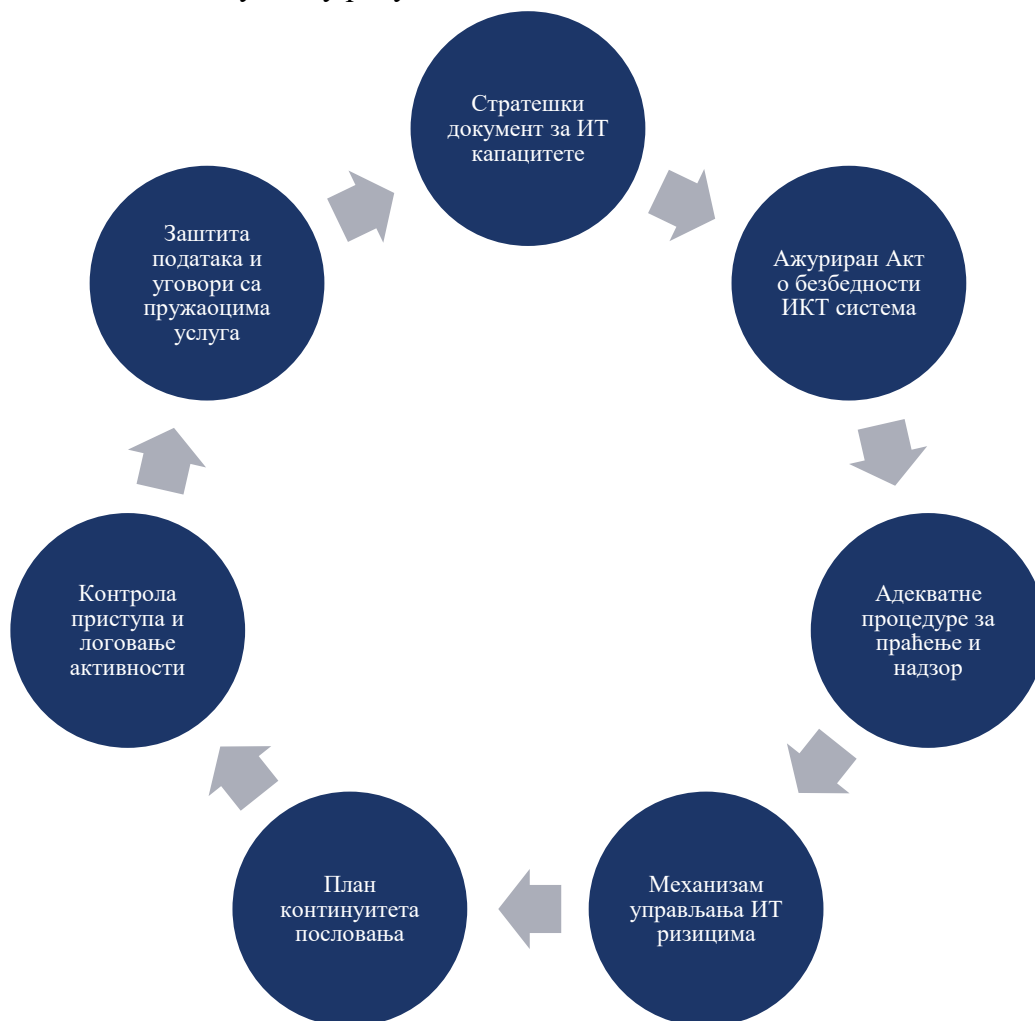 Стратешки
документ за ИТ
капацитете
Ажуриран Акт
о безбедности
ИКТ система
Адекватне
процедуре за
праћење и
надзор
Механизам
управљања ИТ
ризицима
План
континуитета
пословања
Контрола
приступа и
логовање
активности
Заштита
података и
уговори са
пружаоцима
услуга